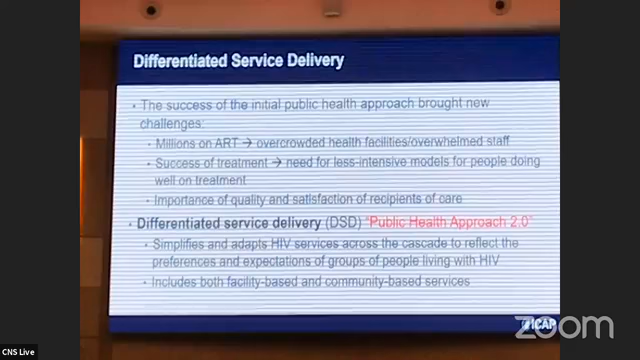 Differentiated Service Delivery
• The success of the initial public health approach brought new
challenges:
• Millions on ART → overcrowded health facilities/overwhelmed staff
• Success of treatment → need for less-intensive models for people doing
well on treatment
• Importance of quality and satisfaction of recipients of care
• Differentiated service delivery (DSD) "Public Health Approach 2.0"
• Simplifies and adapts HIV services across the cascade to reflect the
preferences and expectations of groups of people living with HIV
• Includes both facility-based and community-based services
ICAP
zoom
CNS Live